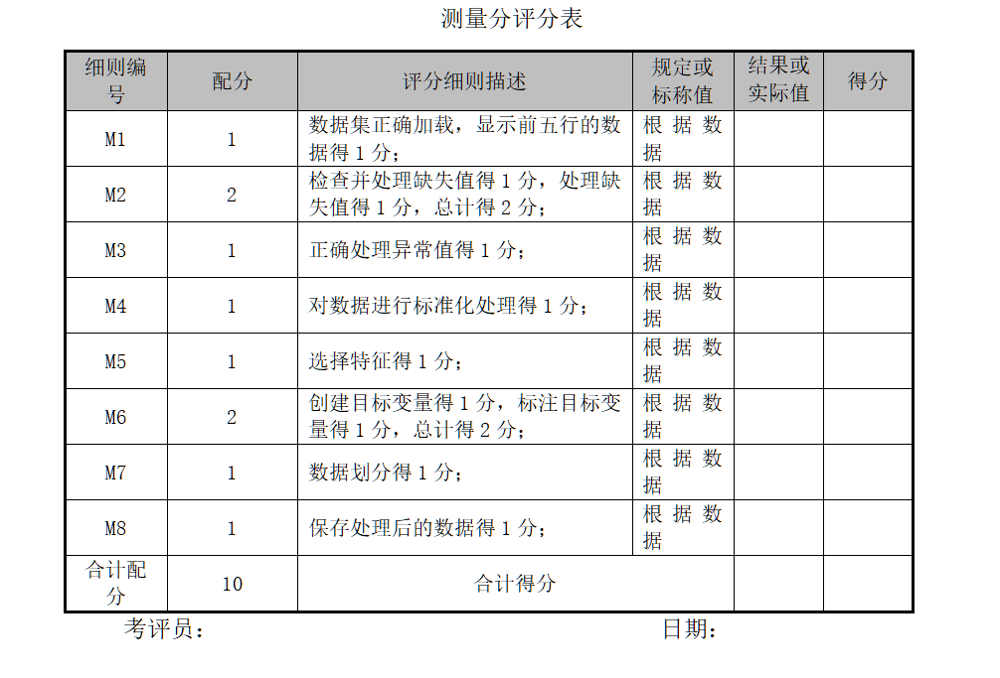 测量分评分表
细则编号 配分 评分细则描述 规定或标称值 结果或实际值 得分
M1 1 数据集正确加载，显示前五行的数据得1分； 根据数据
M2 2 检查并处理缺失值得1分，处理缺失值得1分，总计得2分； 根据数据
M3 1 正确处理异常值得1分； 根据数据
M4 1 对数据进行标准化处理得1分； 根据数据
M5 1 选择特征得1分； 根据数据
M6 2 创建目标变量得1分，标注目标变量得1分，总计得2分； 根据数据
M7 1 数据划分得1分； 根据数据
M8 1 保存处理后的数据得1分； 根据数据
合计配分 10 合计得分
考评员： 日期：